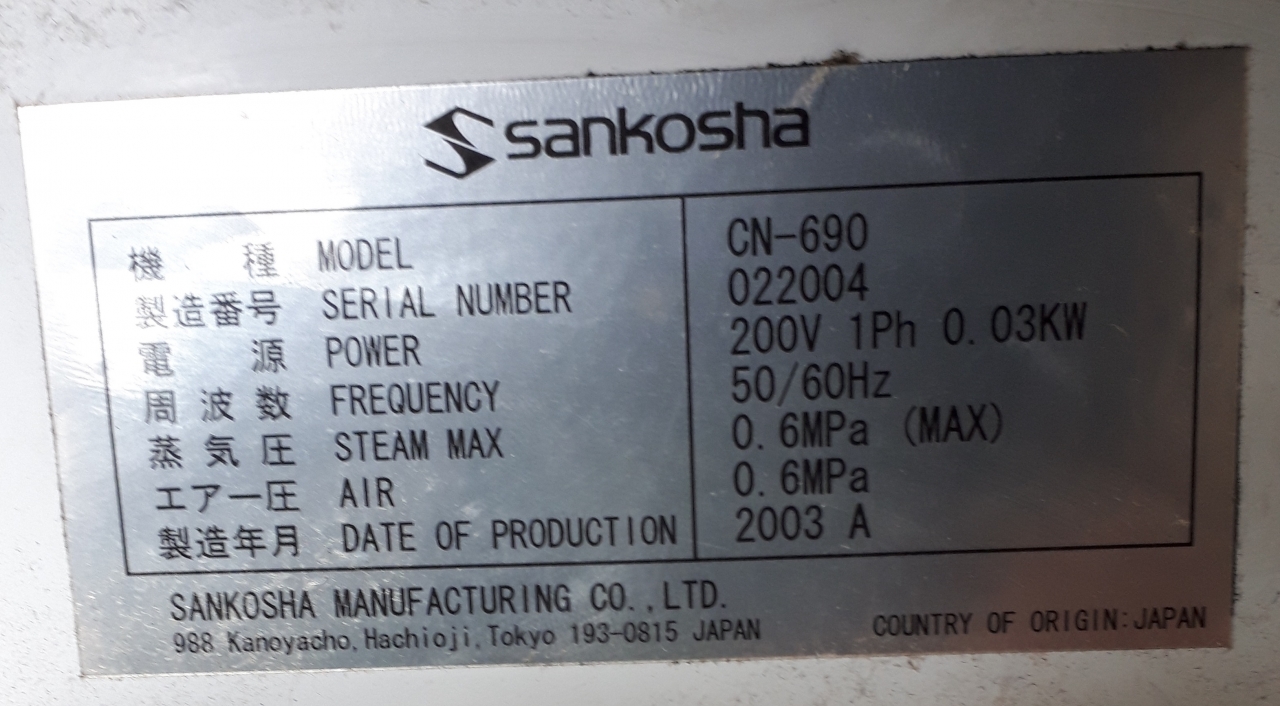 sankosha
機種 MODEL CN-690
製造番号 SERIAL NUMBER 022004
電源 POWER 200V 1Ph 0.03KW
周波数 FREQUENCY 50/60Hz
蒸気圧 STEAM MAX 0.6MPa (MAX)
エアー圧 AIR 0.6MPa
製造年月 DATE OF PRODUCTION 2003 A
SANKOSHA MANUFACTURING CO.,LTD.
988 Kanoyacho,Hachioji,Tokyo 193-0815 JAPAN
COUNTRY OF ORIGIN:JAPAN